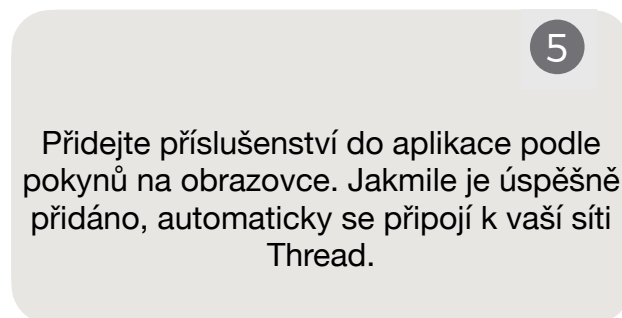 5
Přidejte příslušenství do aplikace podle
pokynů na obrazovce. Jakmile je úspěšně
přidáno, automaticky se připojí k vaší síti
Thread.